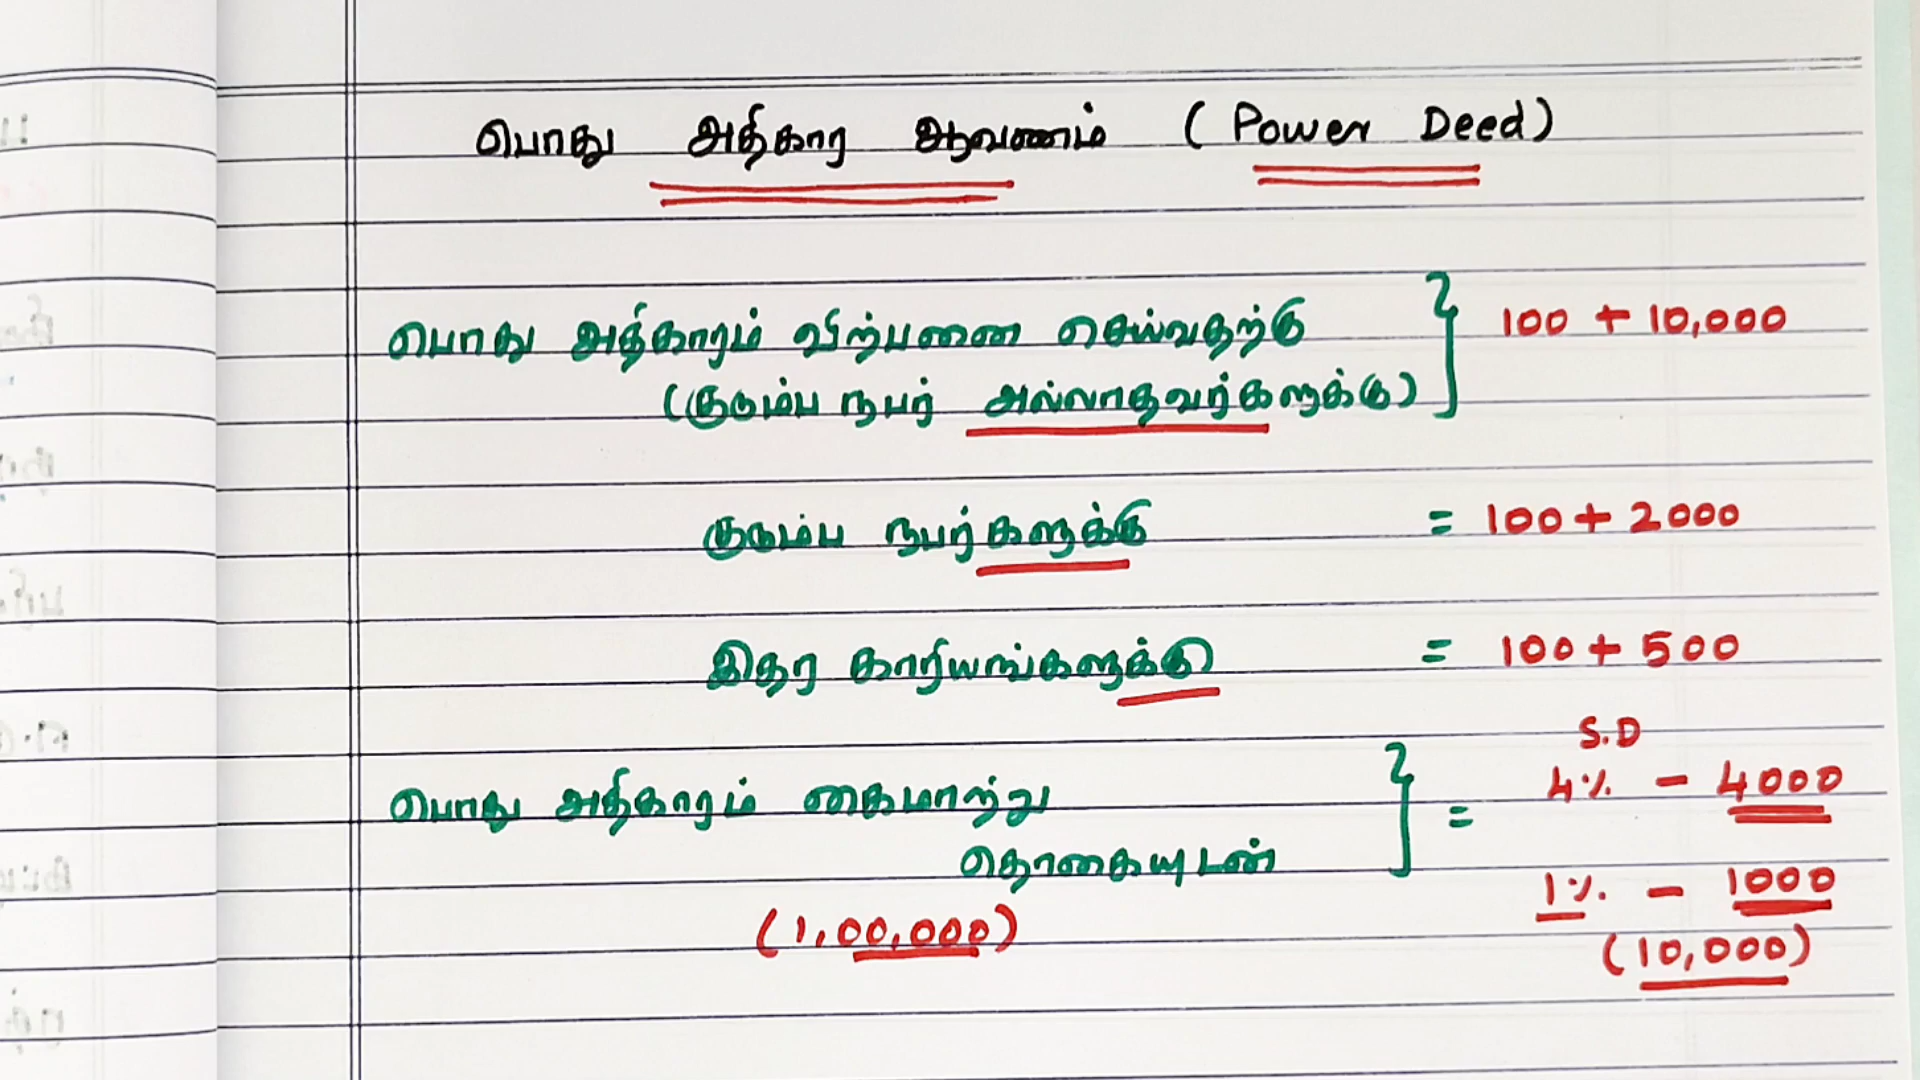 பொது அதிகார ஆவணம் ( Power Deed )
பொது அதிகாரம் விற்பனை செய்வதற்கு } 100 + 10,000
(குடும்ப நபர் அல்லாதவர்களுக்கு)
குடும்ப நபர்களுக்கு = 100 + 2000
இதர காரியங்களுக்கு = 100 + 500
S.D
பொது அதிகாரம் கைமாற்று } = 4% - 4000
தொகையுடன்
1% - 1000
(1,00,000)
(10,000)